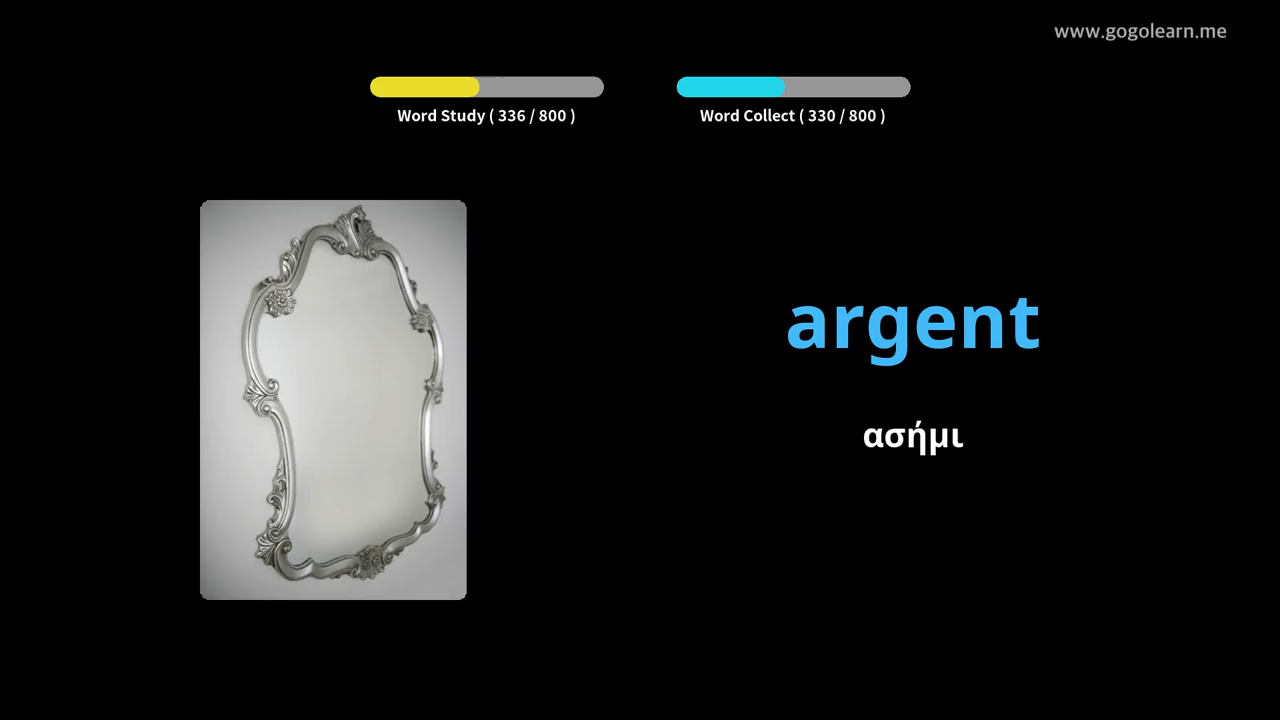 www.gogolearn.me
Word Study ( 336 / 800 )
Word Collect ( 330 / 800 )
argent
ασήμι